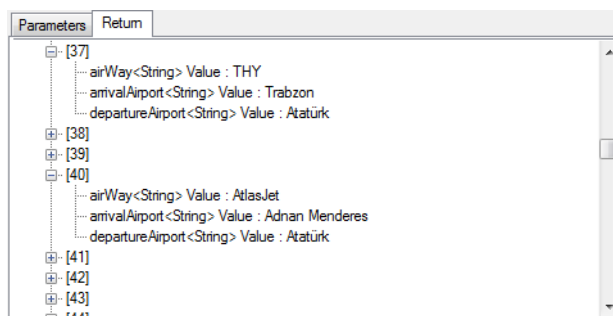 Parameters Return
[37]
airWay<String> Value : THY
arrivalAirport<String> Value : Trabzon
departureAirport<String> Value : Atatürk
[38]
[39]
[40]
airWay<String> Value : AtlasJet
arrivalAirport<String> Value : Adnan Menderes
departureAirport<String> Value : Atatürk
[41]
[42]
[43]